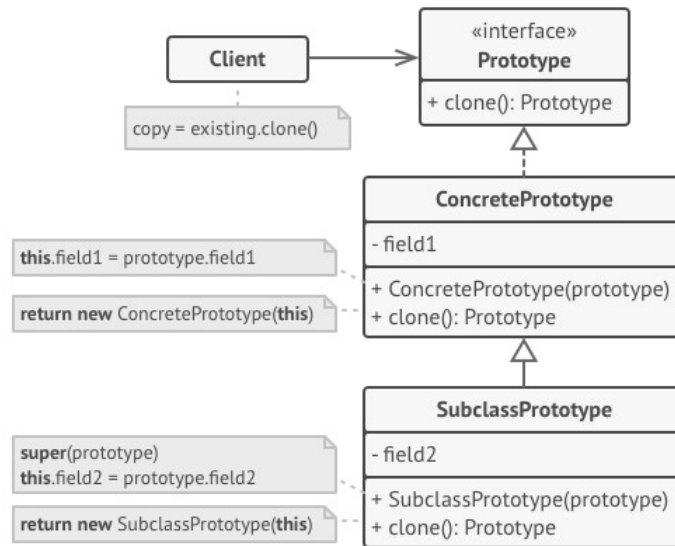 «interface»
Client
Prototype
+ clone(): Prototype
copy = existing.clone()
ConcretePrototype
- field1
this.field1 = prototype.field1
+ ConcretePrototype(prototype)
return new ConcretePrototype(this)
+ clone(): Prototype
SubclassPrototype
- field2
super(prototype)
this.field2 = prototype.field2
+ SubclassPrototype(prototype)
return new SubclassPrototype(this)
+ clone(): Prototype